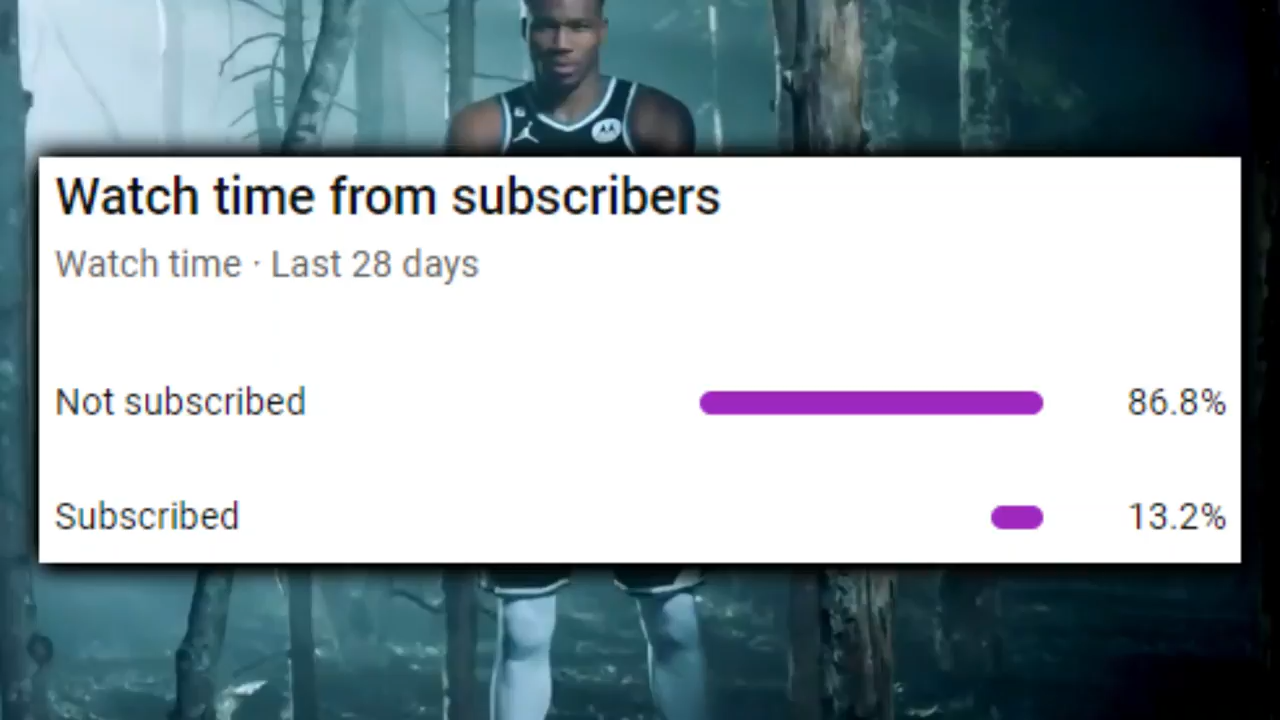 Watch time from subscribers
Watch time · Last 28 days
Not subscribed 86.8%
Subscribed 13.2%